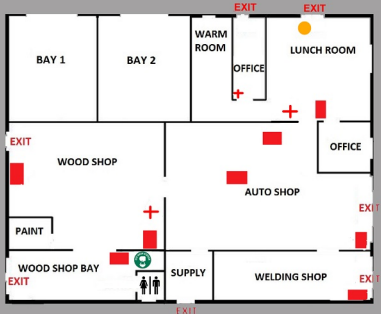 EXIT
EXIT
WARM
ROOM
LUNCH ROOM
BAY 1
BAY 2
OFFICE
EXIT
OFFICE
WOOD SHOP
AUTO SHOP
EXIT
PAINT
WOOD SHOP BAY
SUPPLY
WELDING SHOP
EXIT
EXIT
EXIT